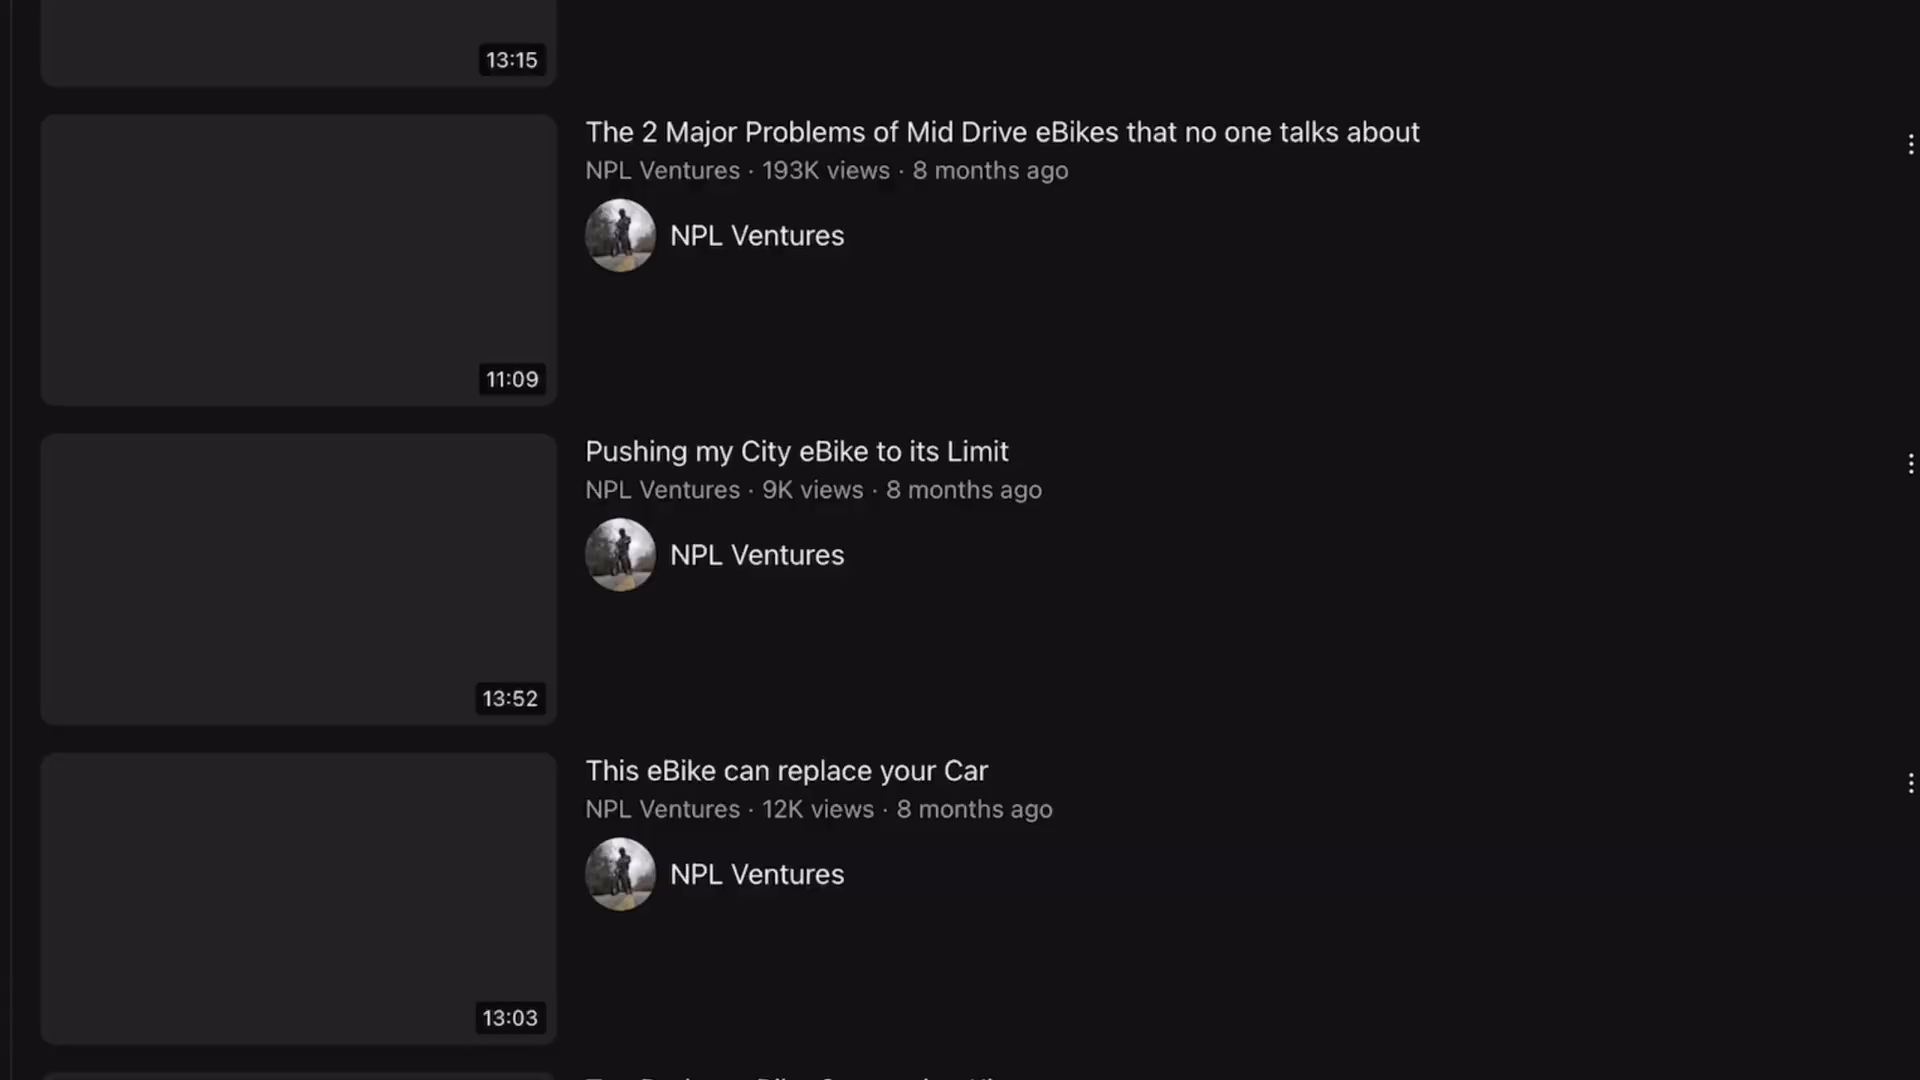 13:15
The 2 Major Problems of Mid Drive eBikes that no one talks about
NPL Ventures · 193K views · 8 months ago
NPL Ventures
11:09
Pushing my City eBike to its Limit
NPL Ventures · 9K views · 8 months ago
NPL Ventures
13:52
This eBike can replace your Car
NPL Ventures · 12K views · 8 months ago
NPL Ventures
13:03